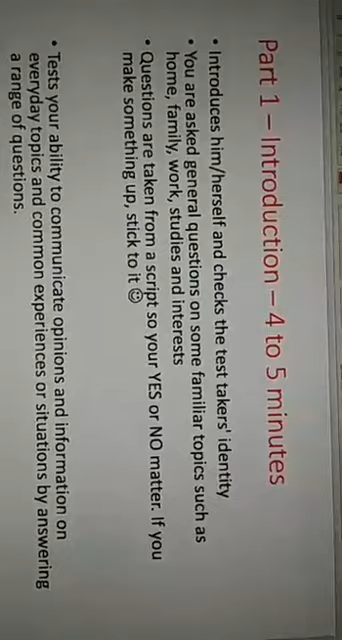 Part 1 – Introduction – 4 to 5 minutes
• Introduces him/herself and checks the test takers' identity
• You are asked general questions on some familiar topics such as
home, family, work, studies and interests
• Questions are taken from a script so your YES or NO matter. If you
make something up, stick to it ☺
• Tests your ability to communicate opinions and information on
everyday topics and common experiences or situations by answering
a range of questions.